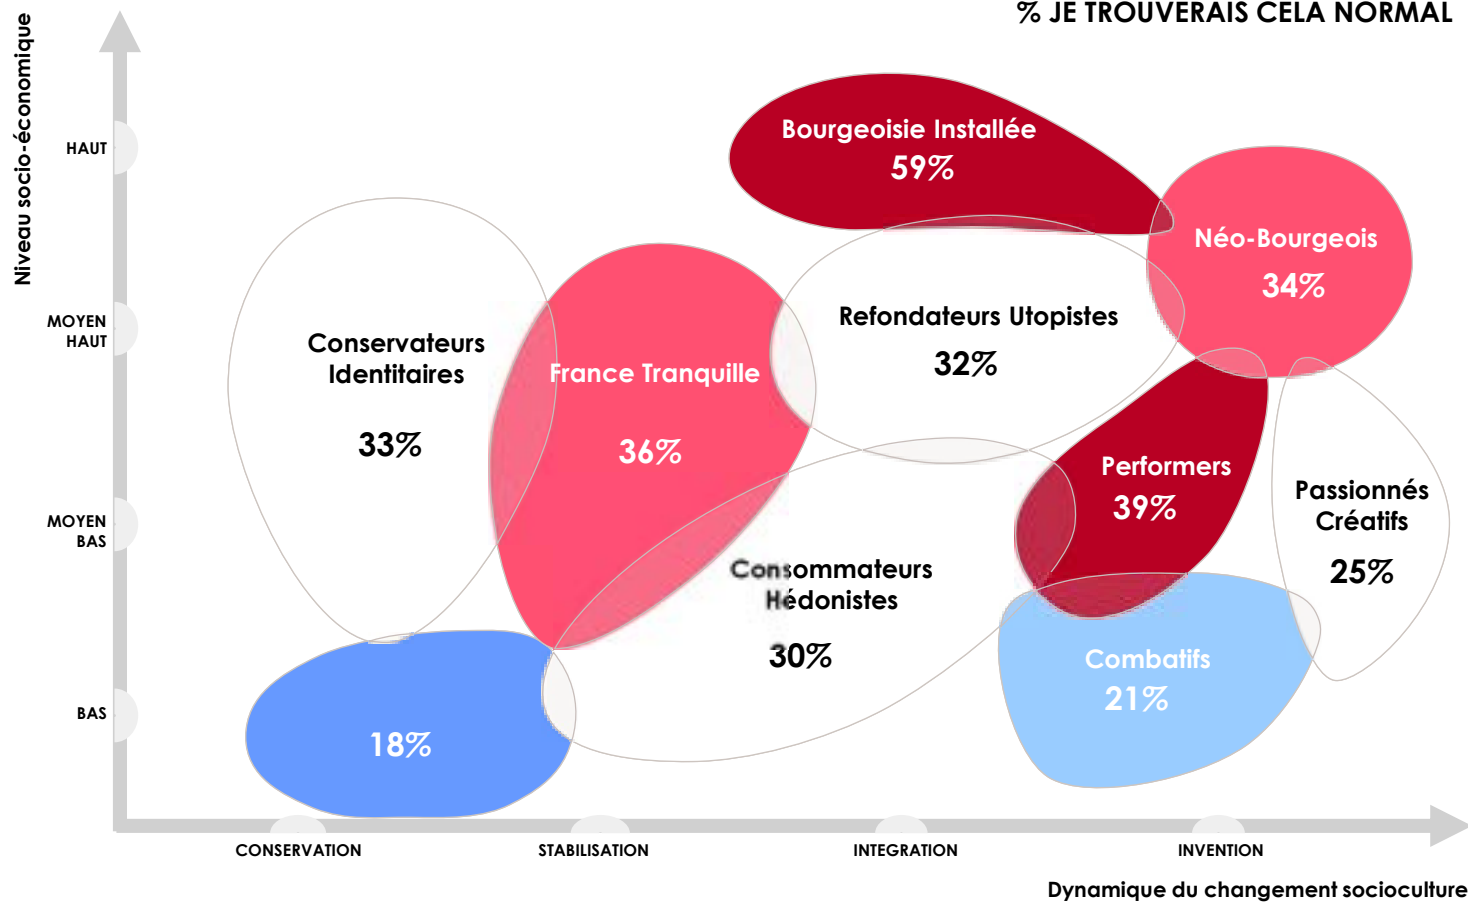 % JE TROUVERAIS CELA NORMAL
Niveau socio-économique
HAUT
MOYEN
HAUT
MOYEN
BAS
BAS
Bourgeoisie Installée
59%
Néo-Bourgeois
34%
Refondateurs Utopistes
32%
Conservateurs
Identitaires
33%
France Tranquille
36%
Performers
39%
Passionnés
Créatifs
25%
Consommateurs
Hédonistes
30%
Combatifs
21%
18%
CONSERVATION
STABILISATION
INTEGRATION
INVENTION
Dynamique du changement socioculture